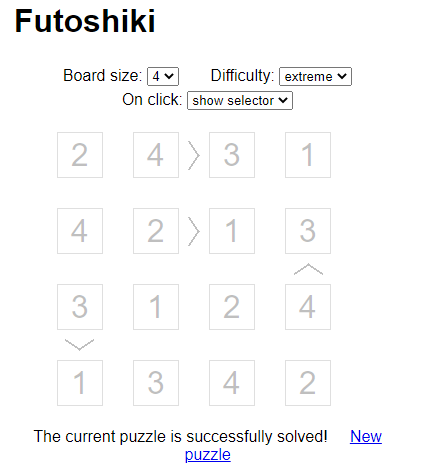 Futoshiki
Board size: 4 Difficulty: extreme
On click: show selector
2 4 > 3 1
4 2 > 1 3
3 1 2 4
1 3 4 2
The current puzzle is successfully solved! New
puzzle